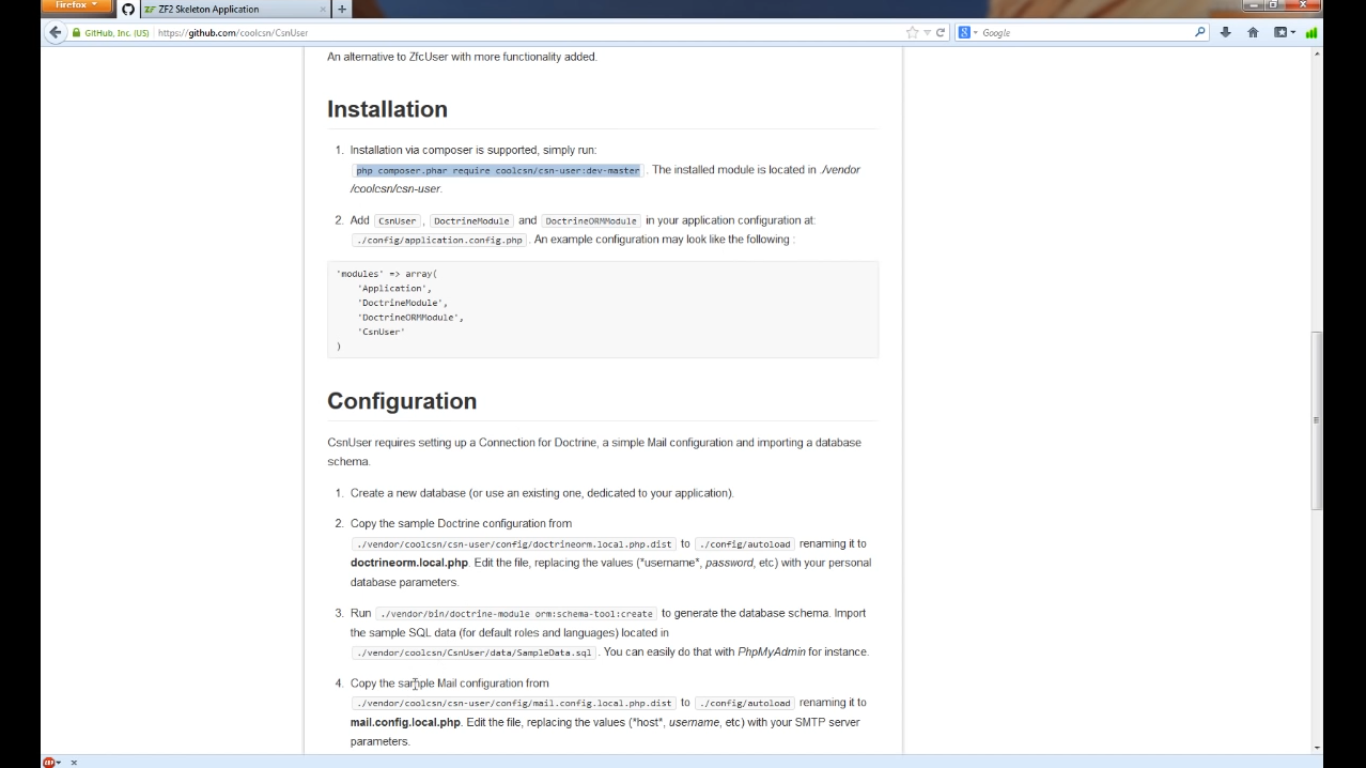 Firefox
ZF2 Skeleton Application
GitHub, Inc. (US) https://github.com/coolcsn/CsnUser
Google
An alternative to ZfcUser with more functionality added.
Installation
1. Installation via composer is supported, simply run:
php composer.phar require coolcsn/csn-user:dev-master . The installed module is located in ./vendor
/coolcsn/csn-user.
2. Add CsnUser , DoctrineModule and DoctrineORMModule in your application configuration at:
./config/application.config.php . An example configuration may look like the following :
'modules' => array(
'Application',
'DoctrineModule',
'DoctrineORMModule',
'CsnUser'
)
Configuration
CsnUser requires setting up a Connection for Doctrine, a simple Mail configuration and importing a database
schema.
1. Create a new database (or use an existing one, dedicated to your application).
2. Copy the sample Doctrine configuration from
./vendor/coolcsn/csn-user/config/doctrineorm.local.php.dist to ./config/autoload renaming it to
doctrineorm.local.php. Edit the file, replacing the values (*username*, password, etc) with your personal
database parameters.
3. Run ./vendor/bin/doctrine-module orm:schema-tool:create to generate the database schema. Import
the sample SQL data (for default roles and languages) located in
./vendor/coolcsn/CsnUser/data/SampleData.sql . You can easily do that with PhpMyAdmin for instance.
4. Copy the sample Mail configuration from
./vendor/coolcsn/csn-user/config/mail.config.local.php.dist to ./config/autoload renaming it to
mail.config.local.php. Edit the file, replacing the values (*host*, username, etc) with your SMTP server
parameters.